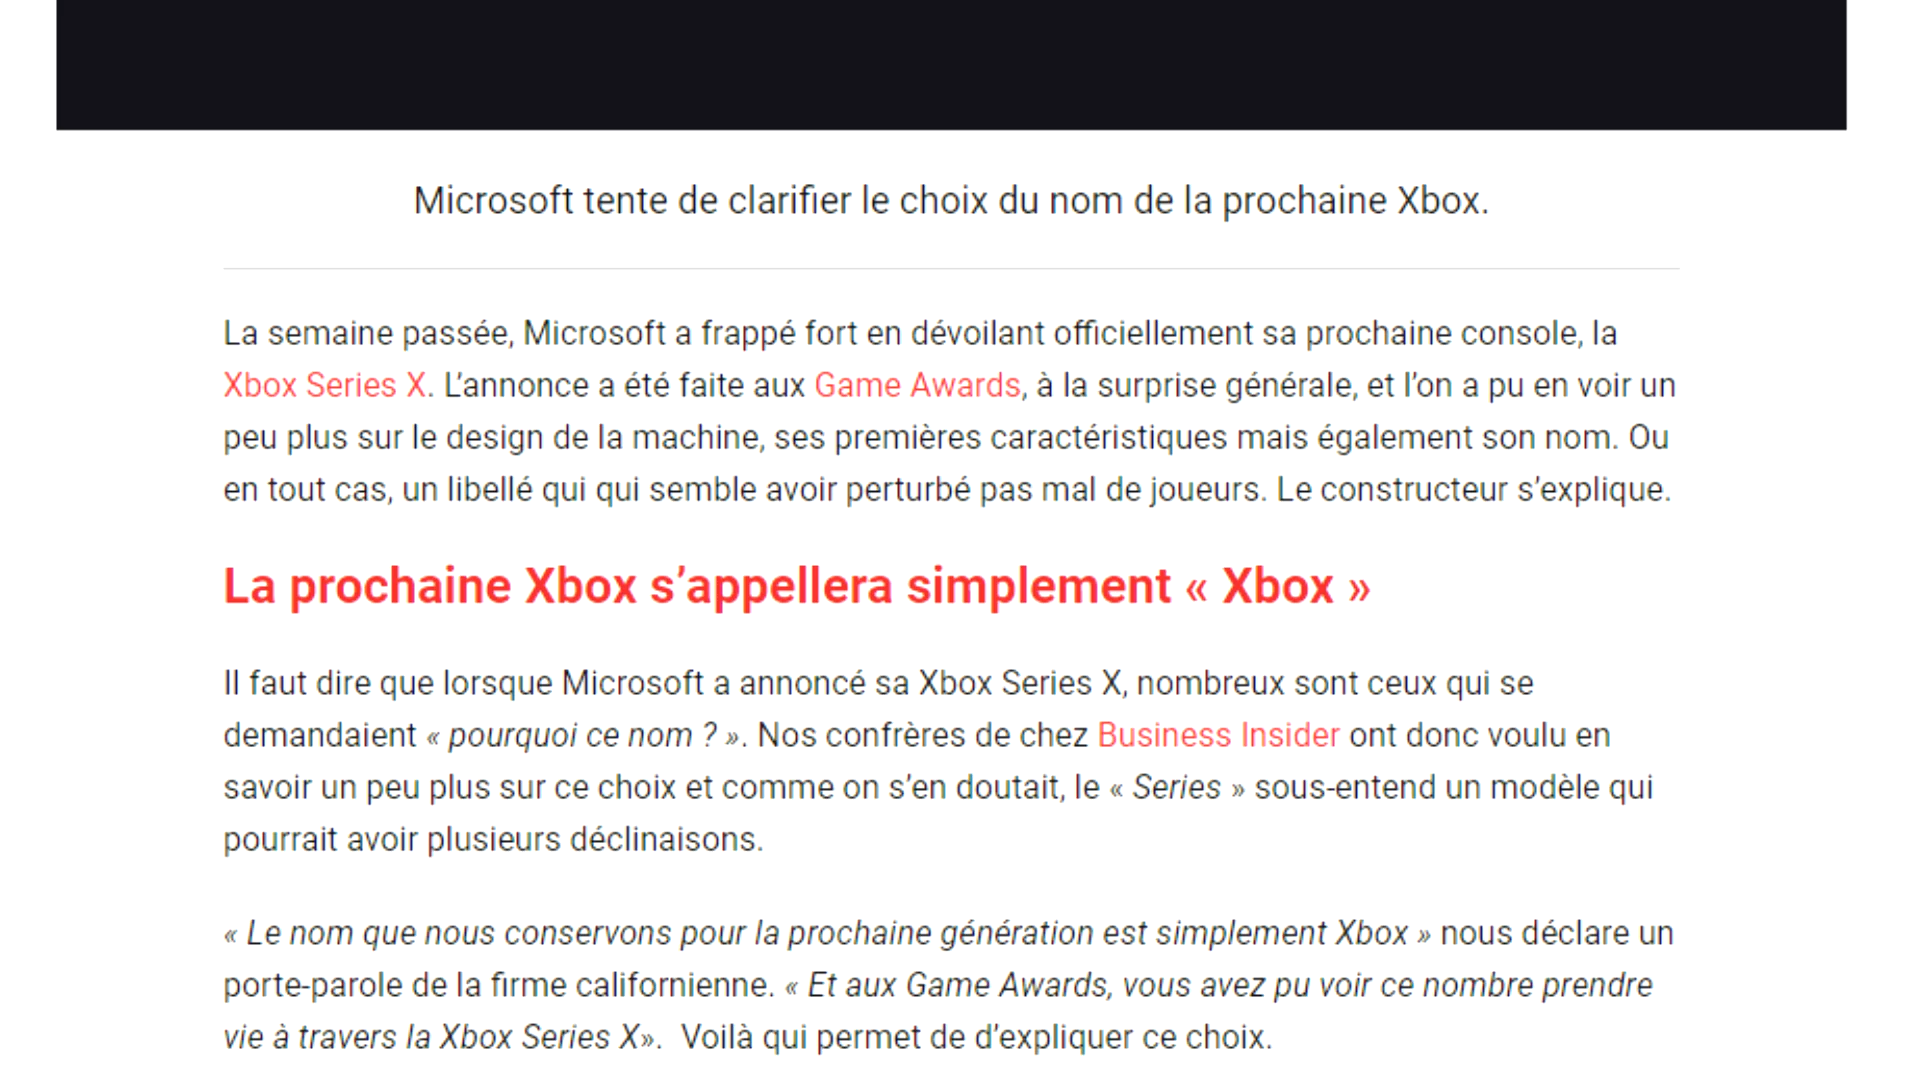 Microsoft tente de clarifier le choix du nom de la prochaine Xbox.
La semaine passée, Microsoft a frappé fort en dévoilant officiellement sa prochaine console, la
Xbox Series X. L’annonce a été faite aux Game Awards, à la surprise générale, et l’on a pu en voir un
peu plus sur le design de la machine, ses premières caractéristiques mais également son nom. Ou
en tout cas, un libellé qui qui semble avoir perturbé pas mal de joueurs. Le constructeur s’explique.
La prochaine Xbox s’appellera simplement « Xbox »
Il faut dire que lorsque Microsoft a annoncé sa Xbox Series X, nombreux sont ceux qui se
demandaient « pourquoi ce nom ? ». Nos confrères de chez Business Insider ont donc voulu en
savoir un peu plus sur ce choix et comme on s’en doutait, le « Series » sous-entend un modèle qui
pourrait avoir plusieurs déclinaisons.
« Le nom que nous conservons pour la prochaine génération est simplement Xbox » nous déclare un
porte-parole de la firme californienne. « Et aux Game Awards, vous avez pu voir ce nombre prendre
vie à travers la Xbox Series X».  Voilà qui permet de d’expliquer ce choix.